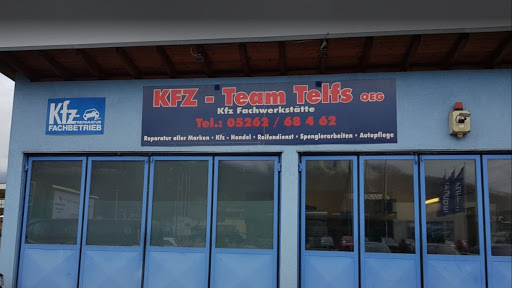 Kfz
REPARATUR
FACHBETRIEB
KFZ - Team Telfs OEG
Kfz Fachwerkstätte
Tel.: 05262 / 68 4 62
Reparatur aller Marken · Kfz - Handel · Reifendienst · Spenglerarbeiten · Autopflege